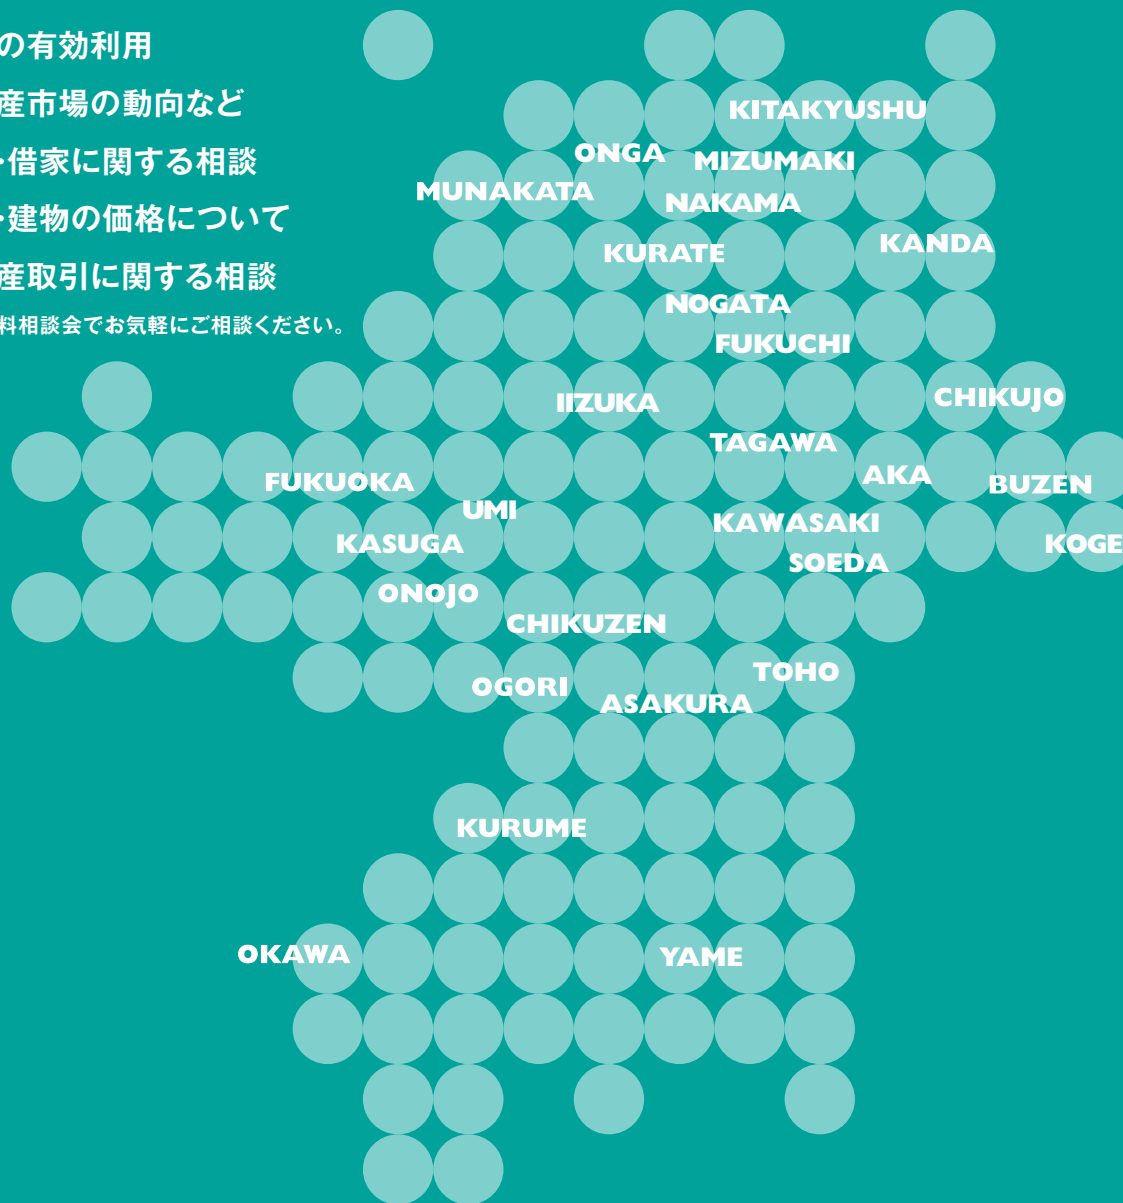 の有効利用
産市場の動向など
・借家に関する相談
・建物の価格について
産取引に関する相談
料相談会でお気軽にご相談ください。
KITAKYUSHU
ONGA
MIZUMAKI
MUNAKATA
NAKAMA
KURATE
KANDA
NOGATA
FUKUCHI
IIZUKA
CHIKUJO
TAGAWA
AKA
FUKUOKA
BUZEN
UMI
KAWASAKI
KASUGA
KOGE
SOEDA
ONOJO
CHIKUZEN
TOHO
OGORI
ASAKURA
KURUME
OKAWA
YAME